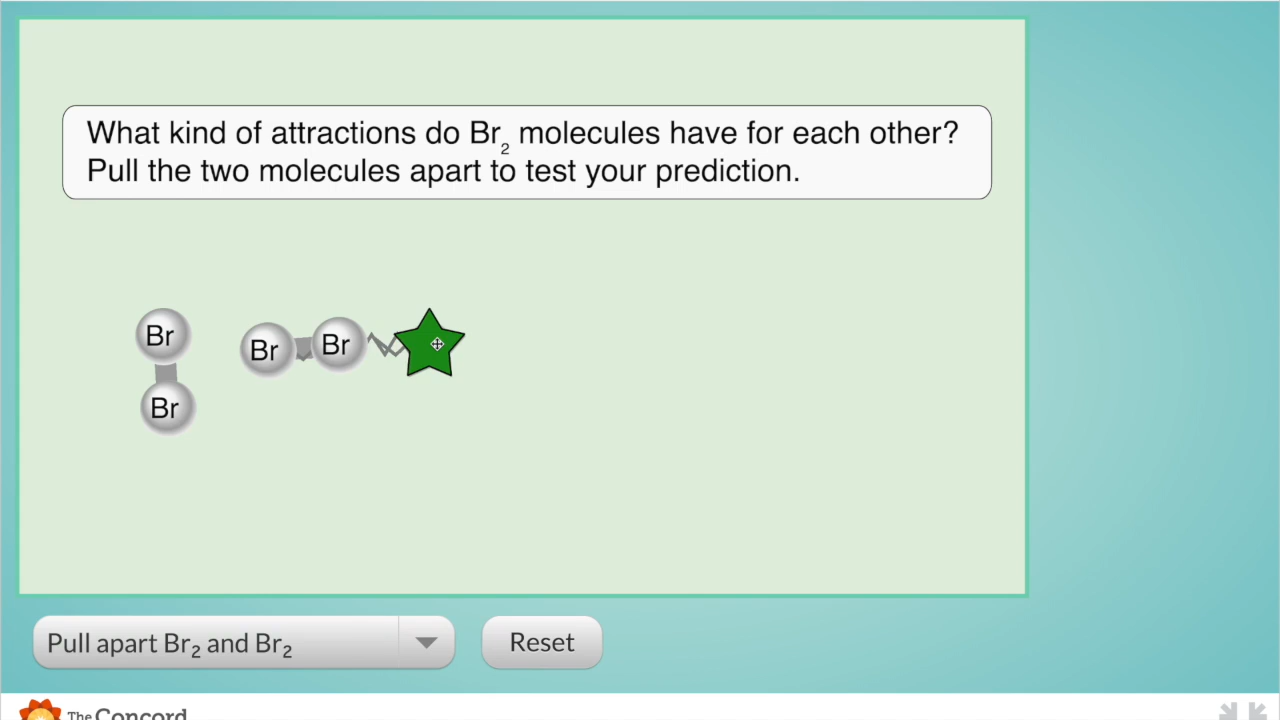 What kind of attractions do Br₂ molecules have for each other?
Pull the two molecules apart to test your prediction.
Br
Br
Br
Br
Pull apart Br₂ and Br₂
Reset
The Concord